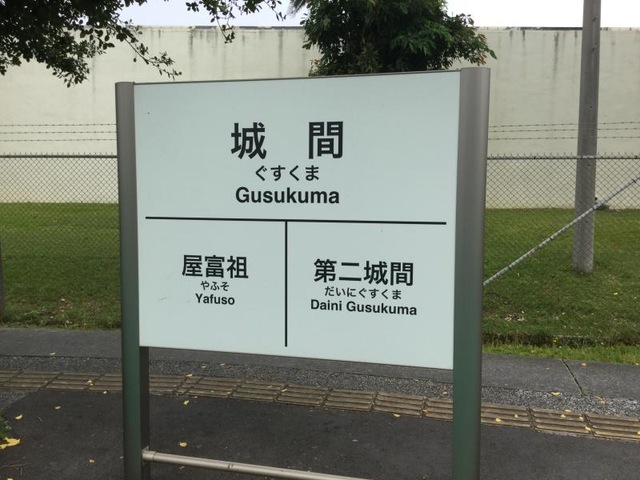 城間
ぐすくま
Gusukuma
屋富祖
やふそ
Yafuso
第二城間
だいにぐすくま
Daini Gusukuma